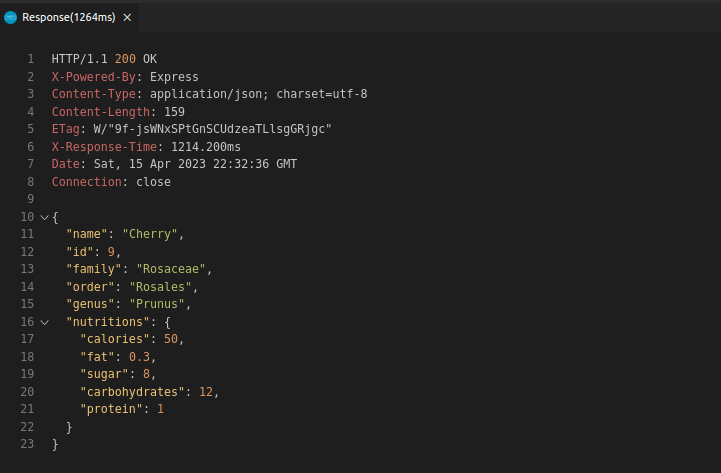 Response(1264ms) ×
1 HTTP/1.1 200 OK
2 X-Powered-By: Express
3 Content-Type: application/json; charset=utf-8
4 Content-Length: 159
5 ETag: W/"9f-jsWNxSPtGnSCUdzeaTLlsgGRjgc"
6 X-Response-Time: 1214.200ms
7 Date: Sat, 15 Apr 2023 22:32:36 GMT
8 Connection: close
9
10 {
11 "name": "Cherry",
12 "id": 9,
13 "family": "Rosaceae",
14 "order": "Rosales",
15 "genus": "Prunus",
16 "nutritions": {
17 "calories": 50,
18 "fat": 0.3,
19 "sugar": 8,
20 "carbohydrates": 12,
21 "protein": 1
22 }
23 }